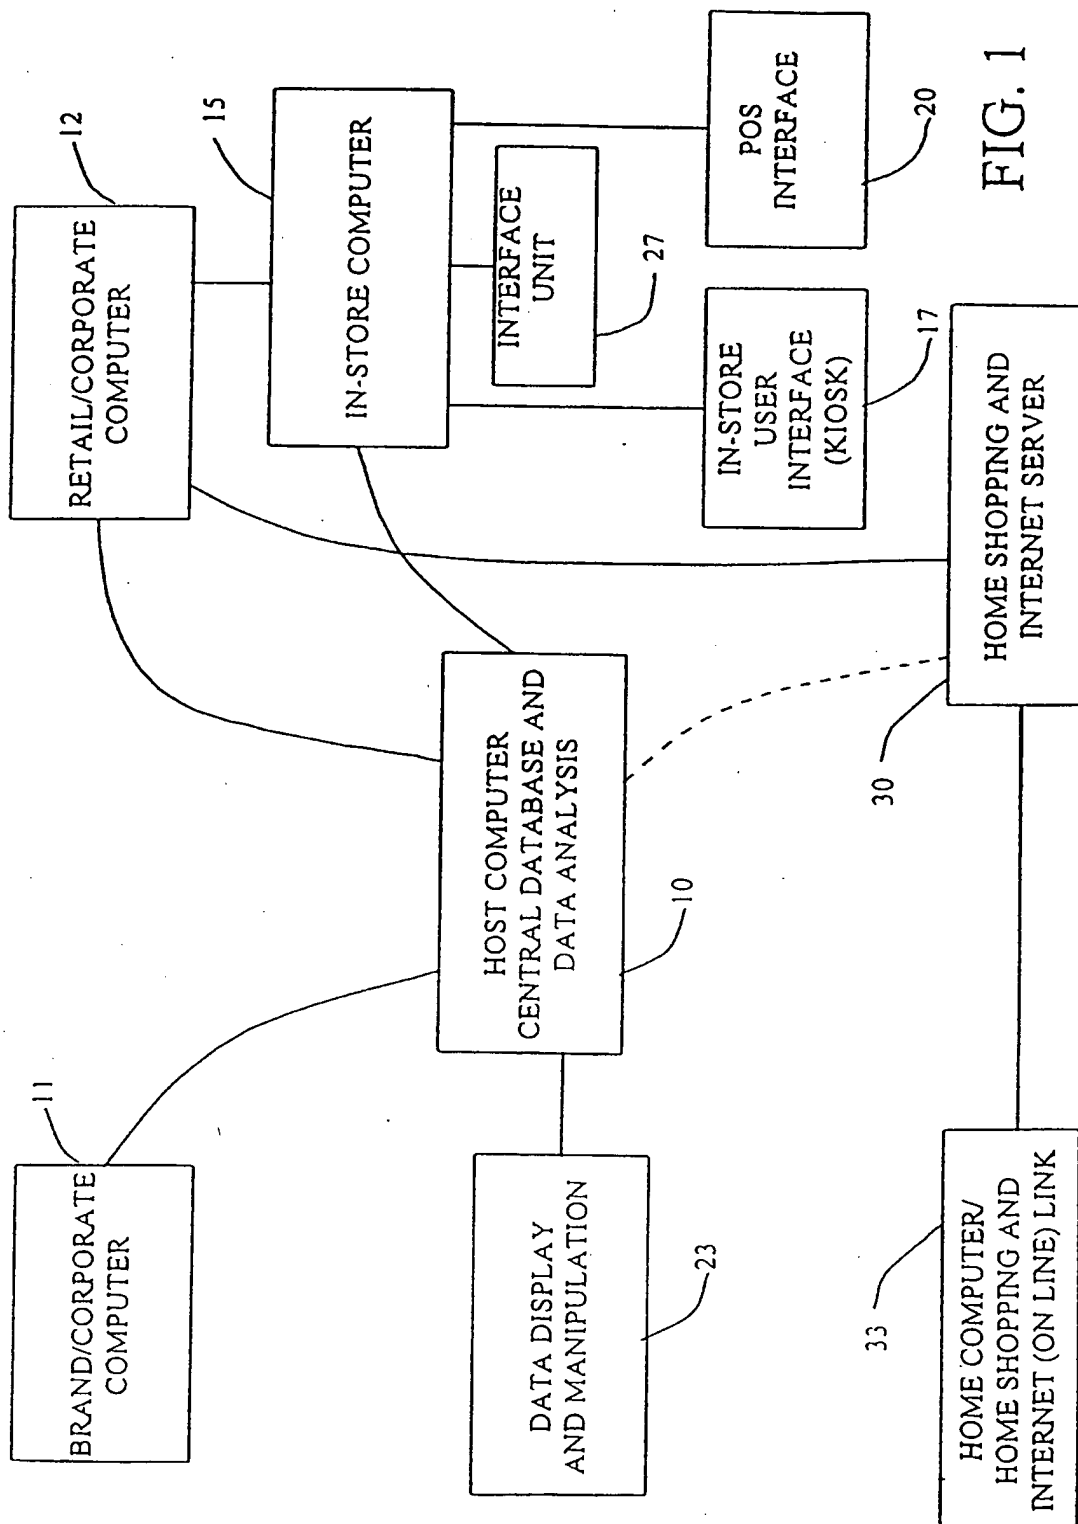 BRAND/CORPORATE
COMPUTER
11
RETAIL/CORPORATE
COMPUTER
12
IN-STORE COMPUTER
15
HOST COMPUTER
CENTRAL DATABASE AND
DATA ANALYSIS
10
DATA DISPLAY
AND MANIPULATION
23
INTERFACE
UNIT
27
IN-STORE
USER
INTERFACE
(KIOSK)
17
POS
INTERFACE
20
HOME COMPUTER/
HOME SHOPPING AND
INTERNET (ON LINE) LINK
33
HOME SHOPPING AND
INTERNET SERVER
30
FIG. 1